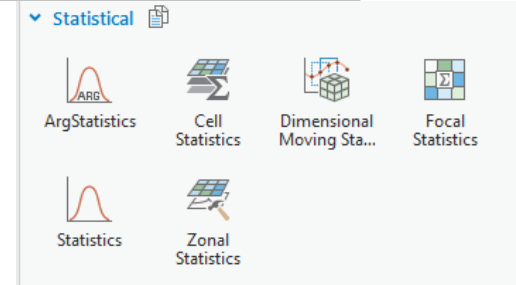 Statistical
ARG
ArgStatistics
Cell
Statistics
Dimensional
Moving Sta...
Σ
Focal
Statistics
Statistics
Zonal
Statistics